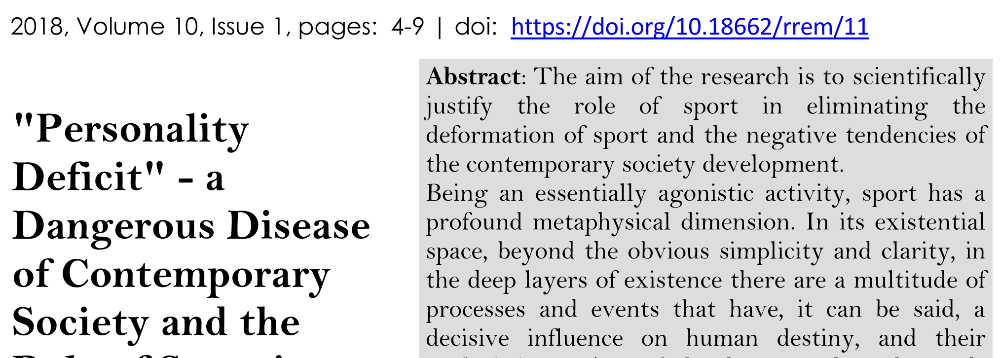 2018, Volume 10, Issue 1, pages: 4-9 | doi: https://doi.org/10.18662/rrem/11
"Personality
Deficit" - a
Dangerous Disease
of Contemporary
Society and the
Abstract: The aim of the research is to scientifically
justify the role of sport in eliminating the
deformation of sport and the negative tendencies of
the contemporary society development.
Being an essentially agonistic activity, sport has a
profound metaphysical dimension. In its existential
space, beyond the obvious simplicity and clarity, in
the deep layers of existence there are a multitude of
processes and events that have, it can be said, a
decisive influence on human destiny, and their